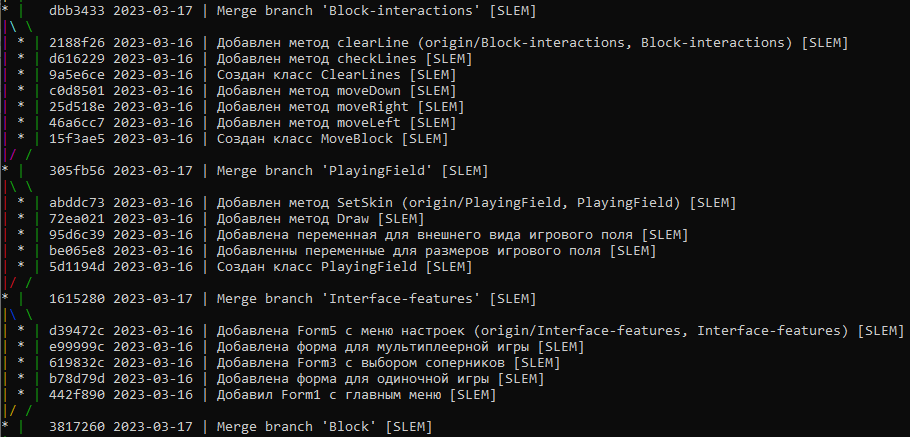 * |   dbb3433 2023-03-17 | Merge branch 'Block-interactions' [SLEM]
|\ \
| * | 2188f26 2023-03-16 | Добавлен метод clearLine (origin/Block-interactions, Block-interactions) [SLEM]
| * | d616229 2023-03-16 | Добавлен метод checkLines [SLEM]
| * | 9a5e6ce 2023-03-16 | Создан класс ClearLines [SLEM]
| * | c0d8501 2023-03-16 | Добавлен метод moveDown [SLEM]
| * | 25d518e 2023-03-16 | Добавлен метод moveRight [SLEM]
| * | 46a6cc7 2023-03-16 | Добавлен метод moveLeft [SLEM]
| * | 15f3ae5 2023-03-16 | Создан класс MoveBlock [SLEM]
|/ /
* |   305fb56 2023-03-17 | Merge branch 'PlayingField' [SLEM]
|\ \
| * | abddc73 2023-03-16 | Добавлен метод SetSkin (origin/PlayingField, PlayingField) [SLEM]
| * | 72ea021 2023-03-16 | Добавлен метод Draw [SLEM]
| * | 95d6c39 2023-03-16 | Добавлена переменная для внешнего вида игрового поля [SLEM]
| * | be065e8 2023-03-16 | Добавленны переменные для размеров игрового поля [SLEM]
| * | 5d1194d 2023-03-16 | Создан класс PlayingField [SLEM]
|/ /
* |   1615280 2023-03-17 | Merge branch 'Interface-features' [SLEM]
|\ \
| * | d39472c 2023-03-16 | Добавлена Form5 с меню настроек (origin/Interface-features, Interface-features) [SLEM]
| * | e99999c 2023-03-16 | Добавлена форма для мультиплеерной игры [SLEM]
| * | 619832c 2023-03-16 | Добавлена Form3 с выбором соперников [SLEM]
| * | b78d79d 2023-03-16 | Добавлена форма для одиночной игры [SLEM]
| * | 442f890 2023-03-16 | Добавил Form1 с главным меню [SLEM]
|/ /
* |   3817260 2023-03-17 | Merge branch 'Block' [SLEM]